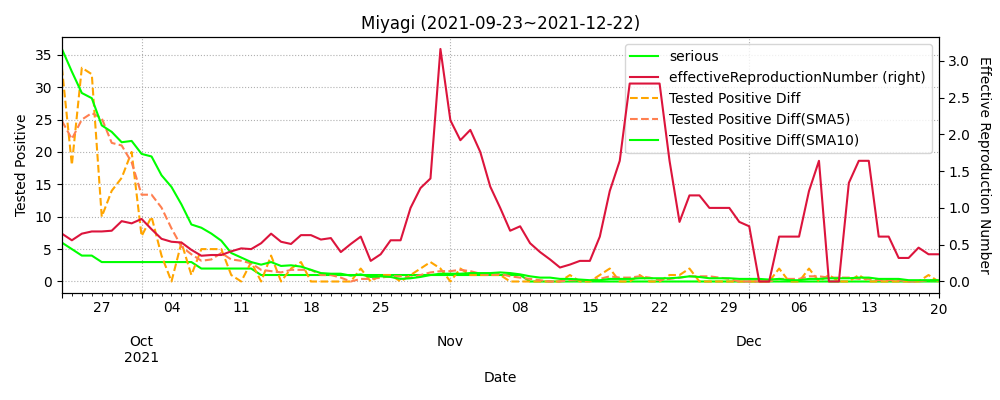 Miyagi (2021-09-23~2021-12-22)
35
30
25
20
15
10
5
0
Tested Positive
3.0
2.5
2.0
1.5
1.0
0.5
0.0
Effective Reproduction Number
serious
effectiveReproductionNumber (right)
Tested Positive Diff
Tested Positive Diff(SMA5)
Tested Positive Diff(SMA10)
27 04 11 18 25 08 15 22 29 06 13 20
Oct Nov Dec
2021
Date